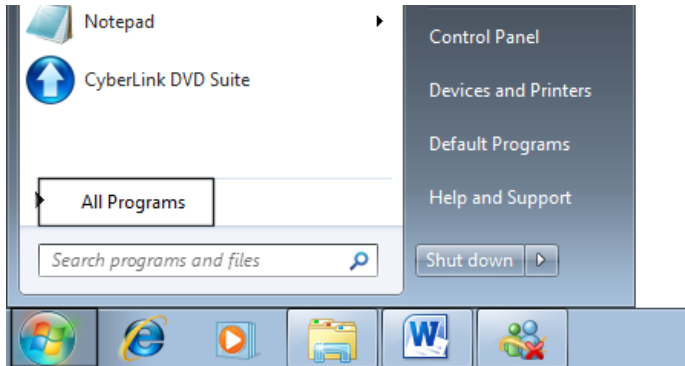 Notepad
CyberLink DVD Suite
All Programs
Search programs and files
Control Panel
Devices and Printers
Default Programs
Help and Support
Shut down